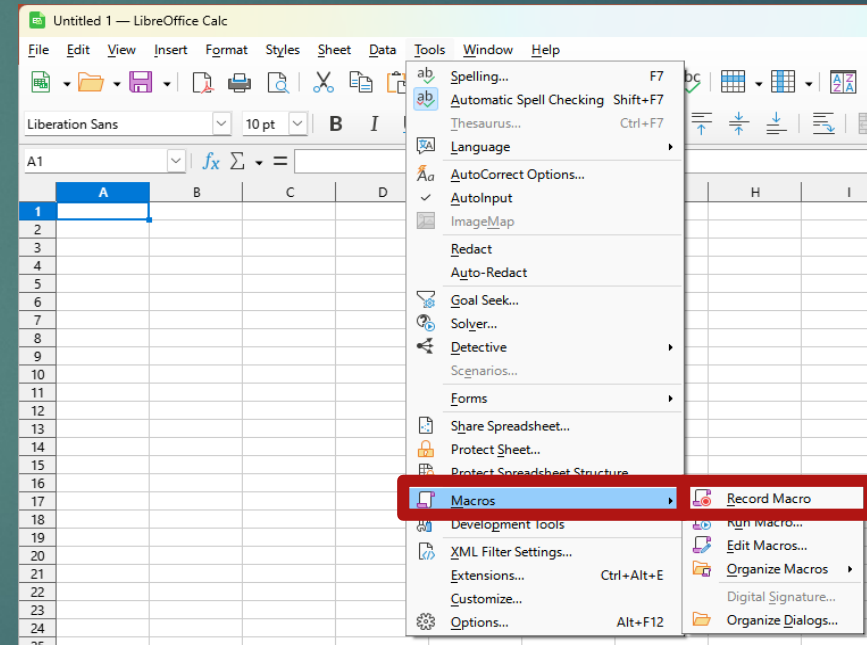 Untitled 1 — LibreOffice Calc
File Edit View Insert Format Styles Sheet Data Tools Window Help
Liberation Sans 10 pt B I
A1 fx Σ =
A B C D H I
1
2
3
4
5
6
7
8
9
10
11
12
13
14
15
16
17
18
19
20
21
22
23
24
25
Spelling... F7
Automatic Spell Checking Shift+F7
Thesaurus... Ctrl+F7
Language
AutoCorrect Options...
AutoInput
ImageMap
Redact
Auto-Redact
Goal Seek...
Solver...
Detective
Scenarios...
Forms
Share Spreadsheet...
Protect Sheet...
Protect Spreadsheet Structure...
Macros
Development Tools
XML Filter Settings...
Extensions... Ctrl+Alt+E
Customize...
Options... Alt+F12
Record Macro
Run Macro...
Edit Macros...
Organize Macros
Digital Signature...
Organize Dialogs...